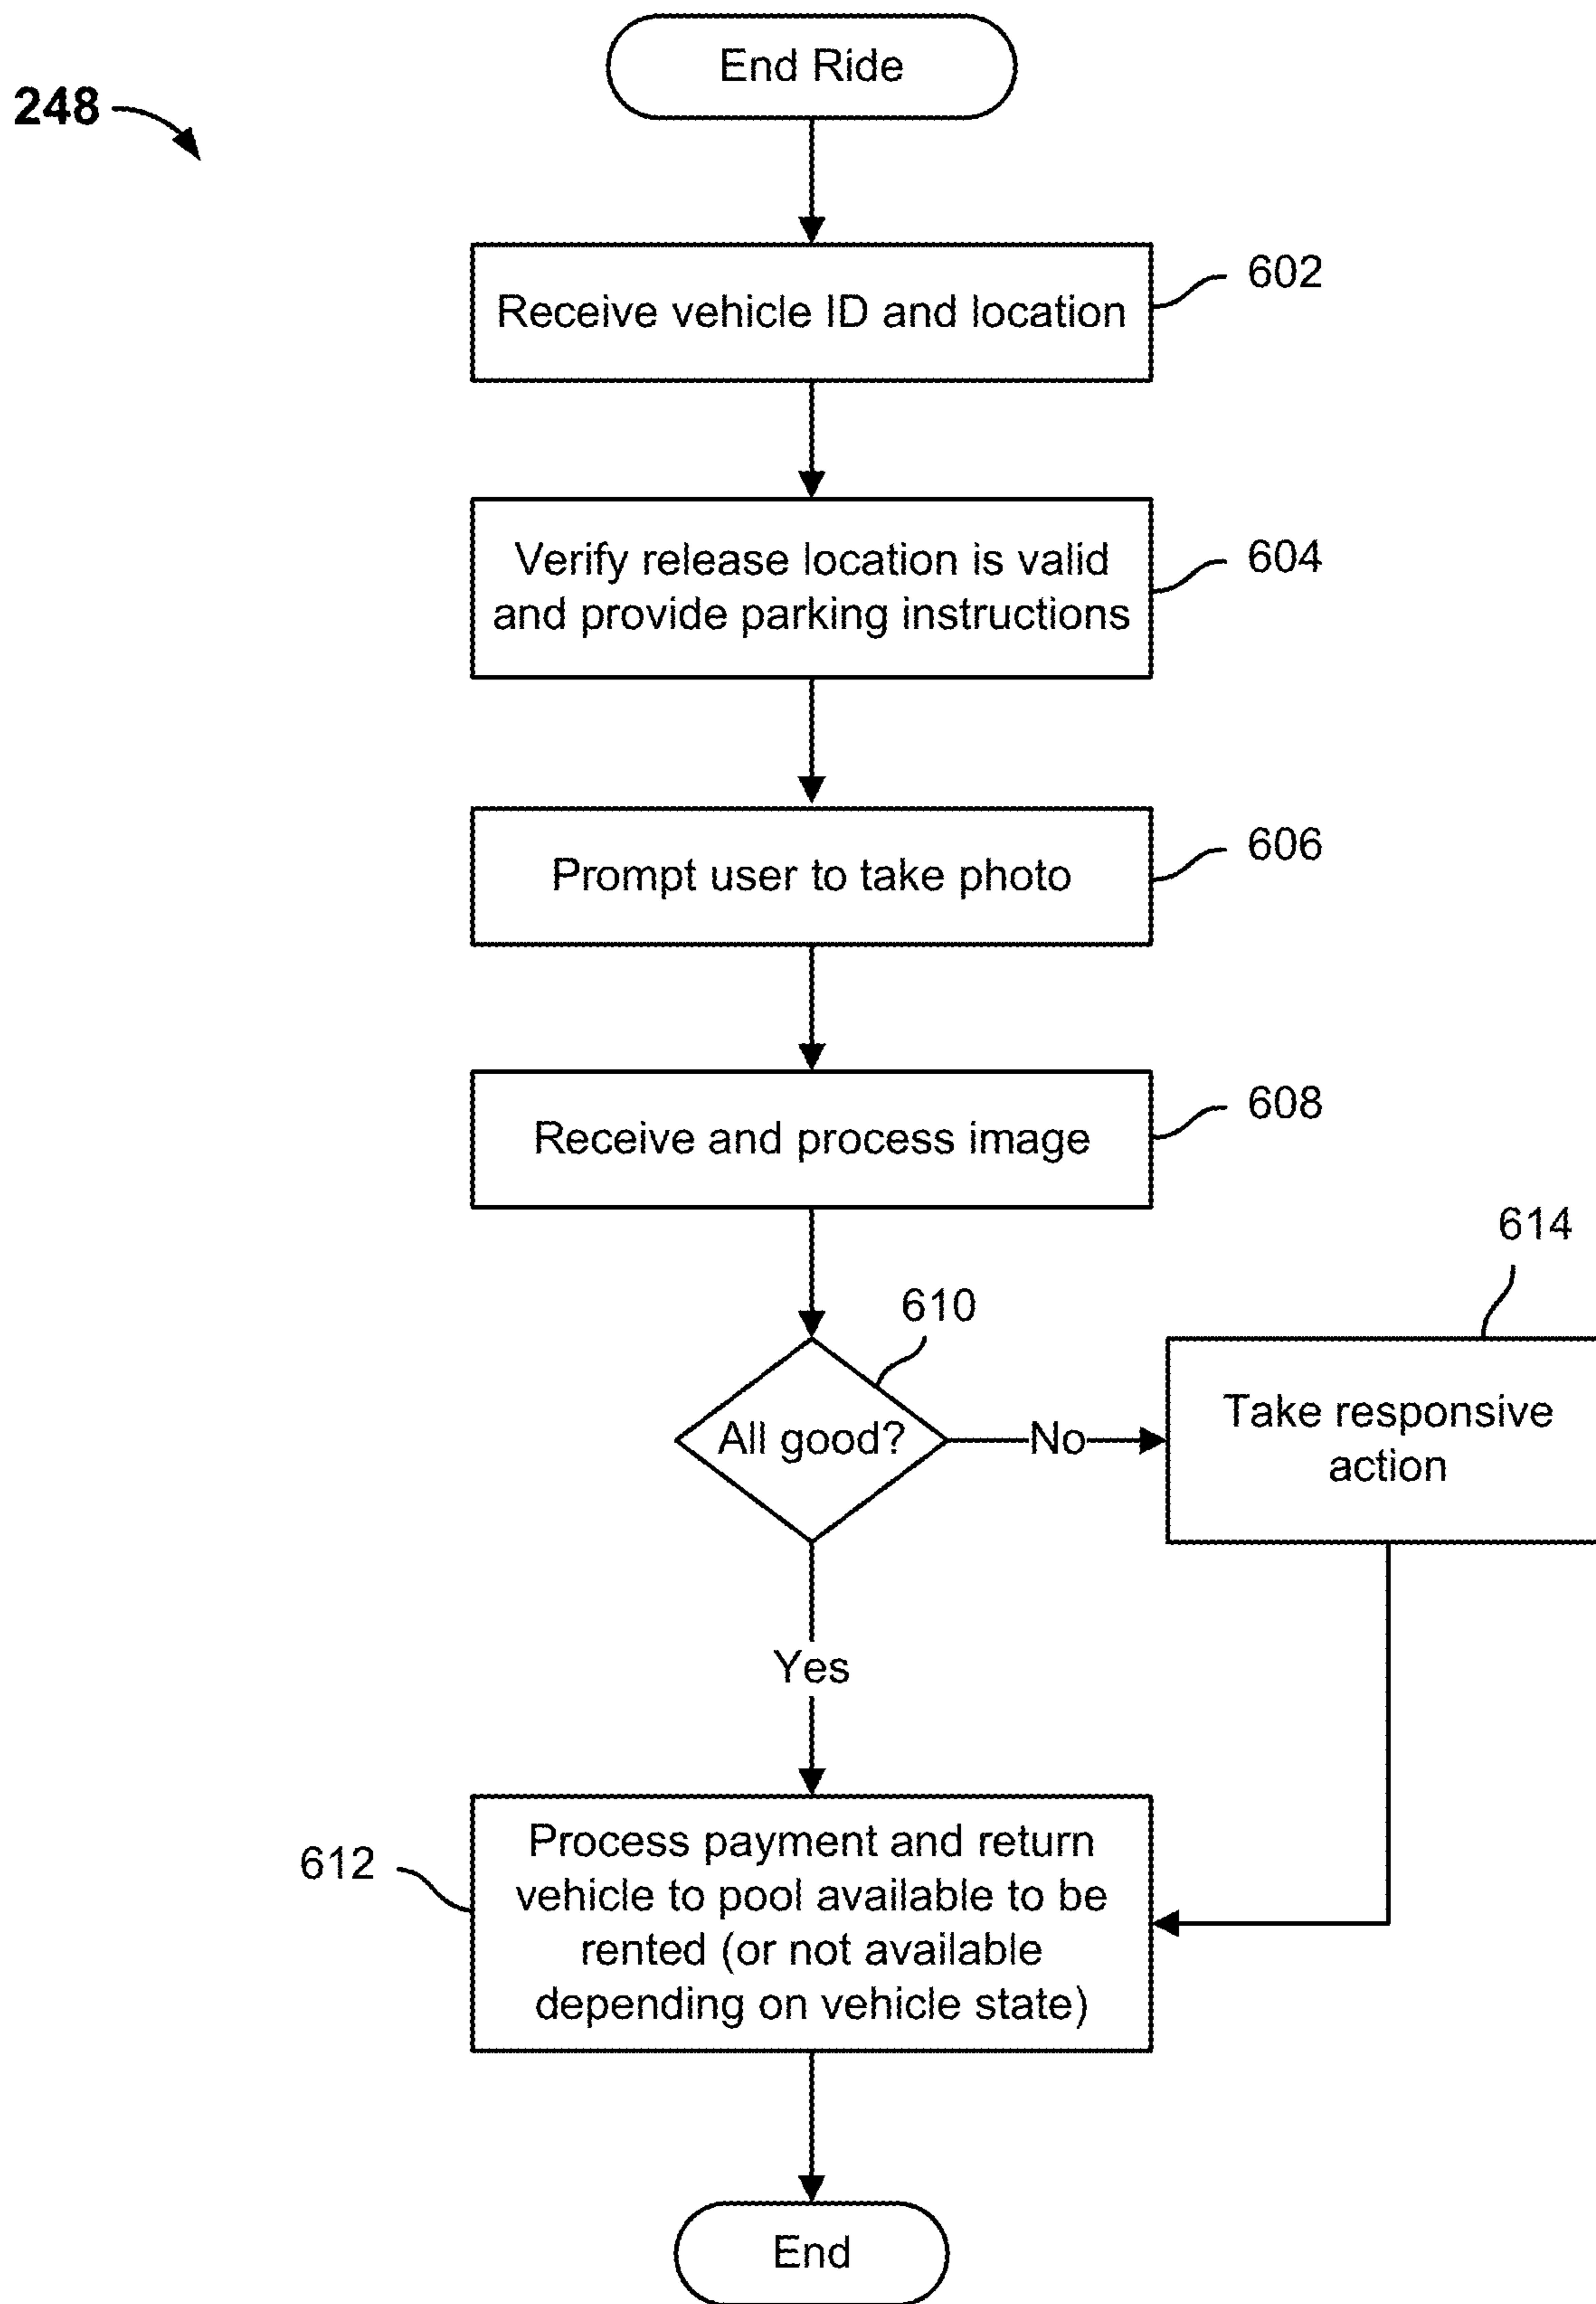 End Ride
248
Receive vehicle ID and location
602
Verify release location is valid
and provide parking instructions
604
Prompt user to take photo
606
Receive and process image
608
610
614
All good?
No
Take responsive
action
Yes
612
Process payment and return
vehicle to pool available to be
rented (or not available
depending on vehicle state)
End